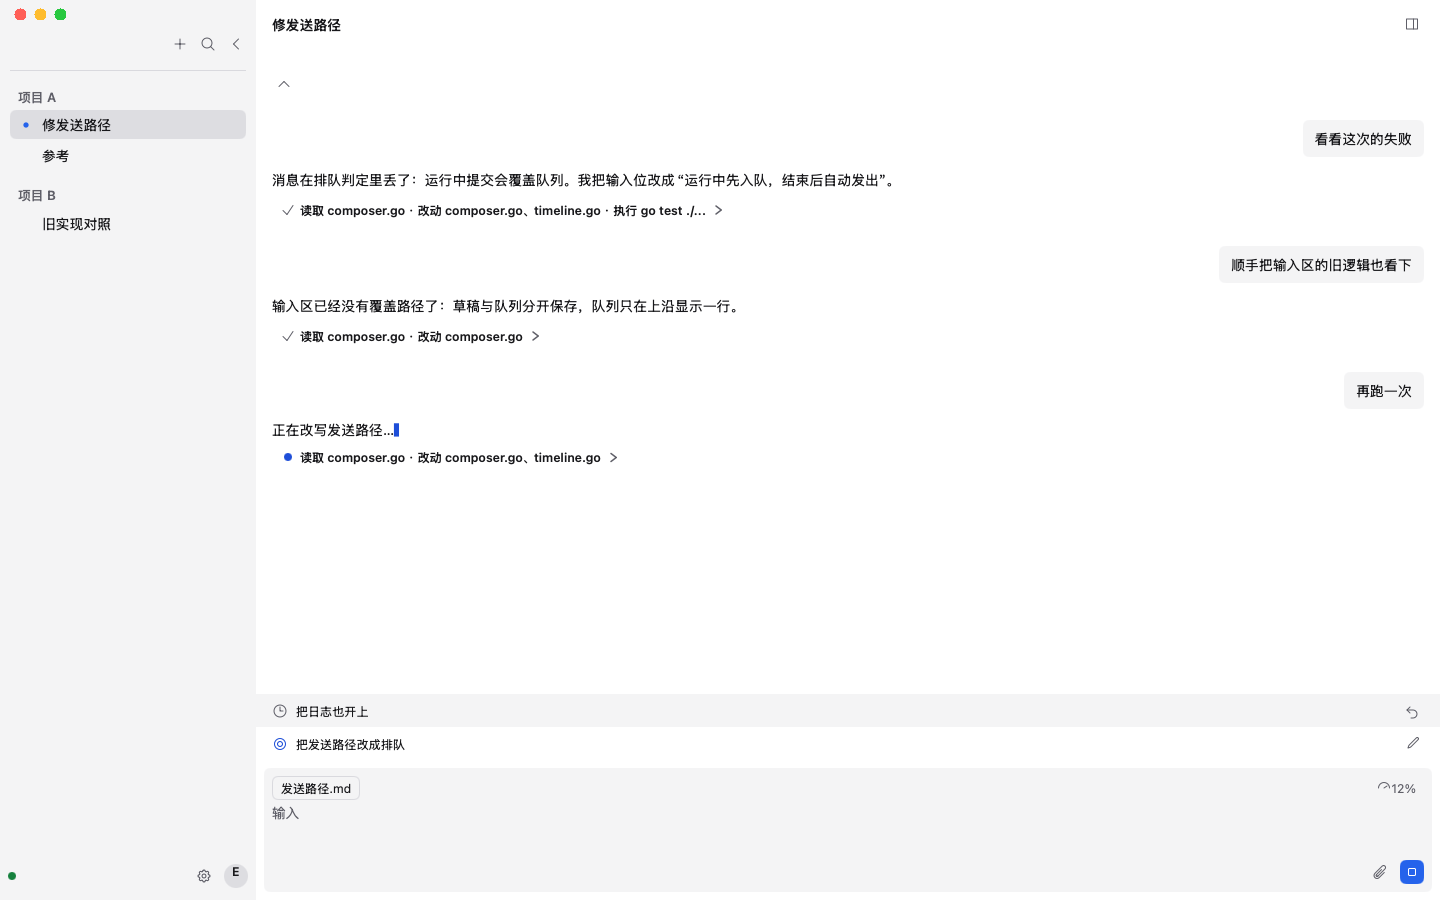 修发送路径
项目 A
修发送路径
参考
项目 B
旧实现对照
看看这次的失败
消息在排队判定里丢了：运行中提交会覆盖队列。我把输入位改成“运行中先入队，结束后自动发出”。
读取 composer.go · 改动 composer.go、timeline.go · 执行 go test ./...
顺手把输入区的旧逻辑也看下
输入区已经没有覆盖路径了：草稿与队列分开保存，队列只在上沿显示一行。
读取 composer.go · 改动 composer.go
再跑一次
正在改写发送路径...
读取 composer.go · 改动 composer.go、timeline.go
把日志也开上
把发送路径改成排队
发送路径.md
12%
输入
E